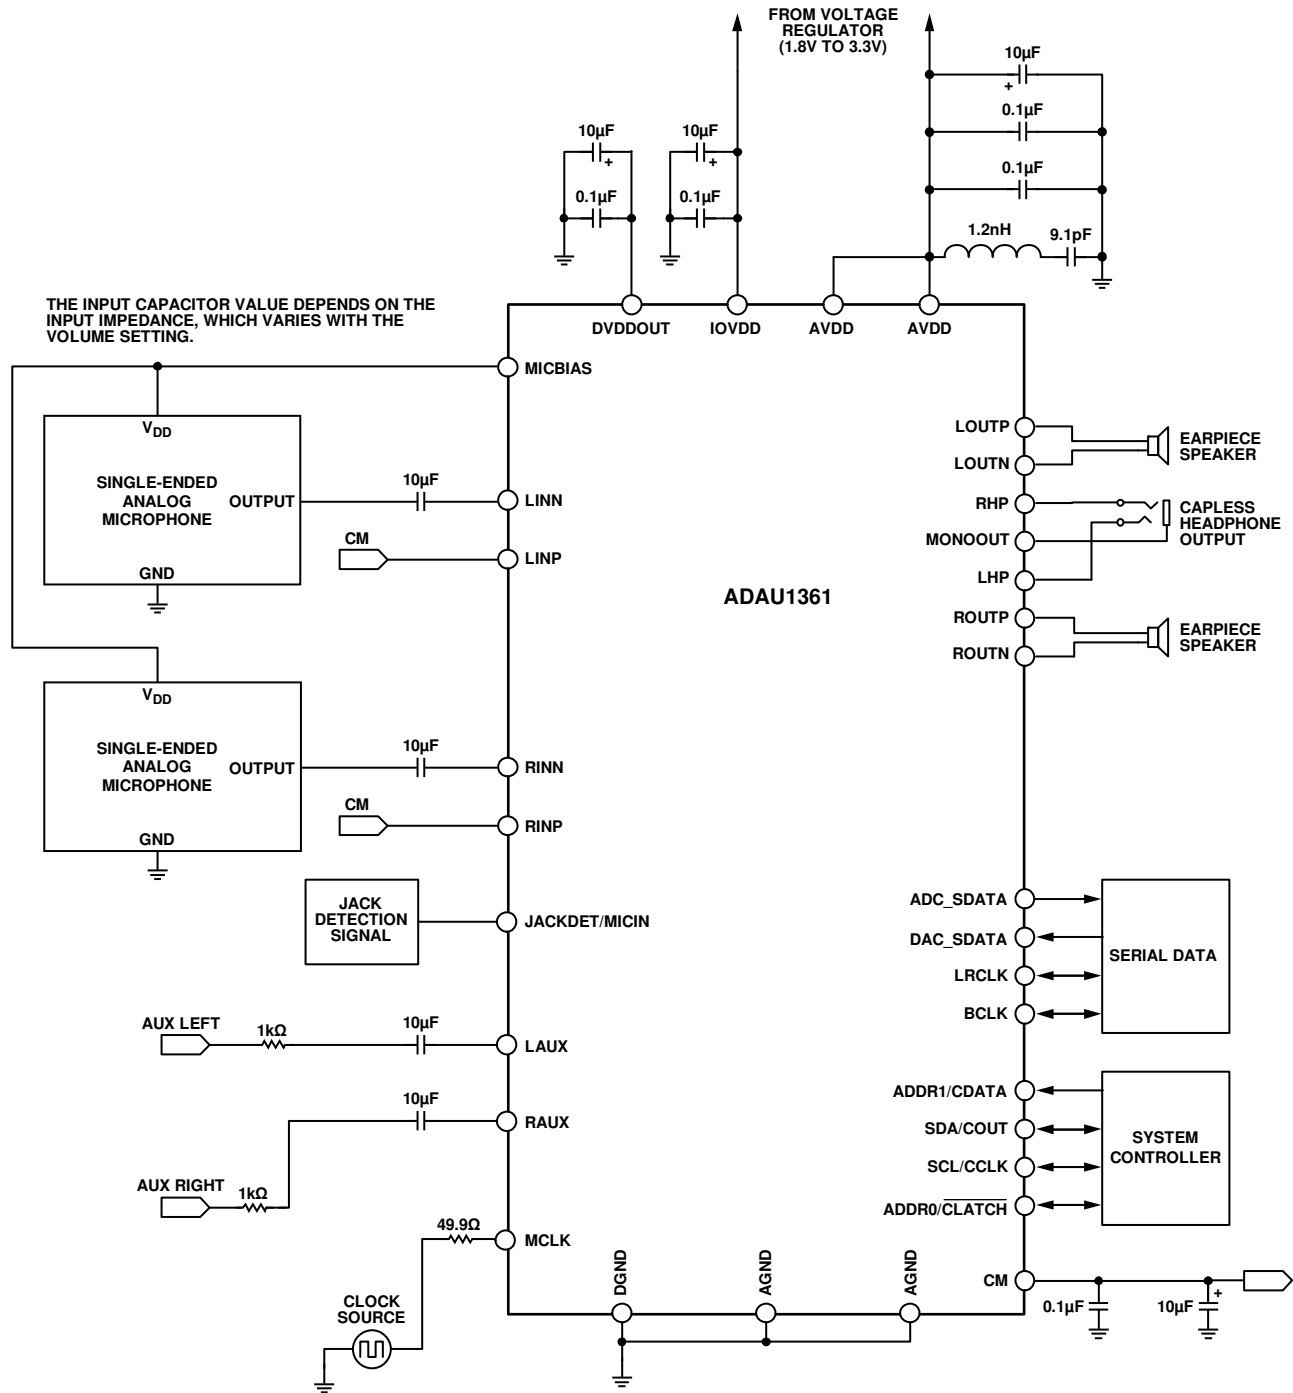 FROM VOLTAGE
REGULATOR
(1.8V TO 3.3V)
10µF
+
0.1µF
0.1µF
1.2nH
9.1pF
10µF
+
0.1µF
10µF
+
0.1µF
THE INPUT CAPACITOR VALUE DEPENDS ON THE
INPUT IMPEDANCE, WHICH VARIES WITH THE
VOLUME SETTING.
DVDDOUT
IOVDD
AVDD
AVDD
MICBIAS
VDD
SINGLE-ENDED
ANALOG
MICROPHONE
OUTPUT
GND
10µF
LINN
CM
LINP
VDD
SINGLE-ENDED
ANALOG
MICROPHONE
OUTPUT
GND
10µF
RINN
CM
RINP
JACK
DETECTION
SIGNAL
JACKDET/MICIN
AUX LEFT
1kΩ
10µF
LAUX
10µF
RAUX
AUX RIGHT
1kΩ
49.9Ω
MCLK
CLOCK
SOURCE
ADAU1361
LOUTP
LOUTN
EARPIECE
SPEAKER
RHP
MONOOUT
LHP
CAPLESS
HEADPHONE
OUTPUT
ROUTP
ROUTN
EARPIECE
SPEAKER
ADC_SDATA
DAC_SDATA
LRCLK
BCLK
SERIAL DATA
ADDR1/CDATA
SDA/COUT
SCL/CCLK
ADDR0/CLATCH
SYSTEM
CONTROLLER
DGND
AGND
AGND
CM
0.1µF
10µF
+